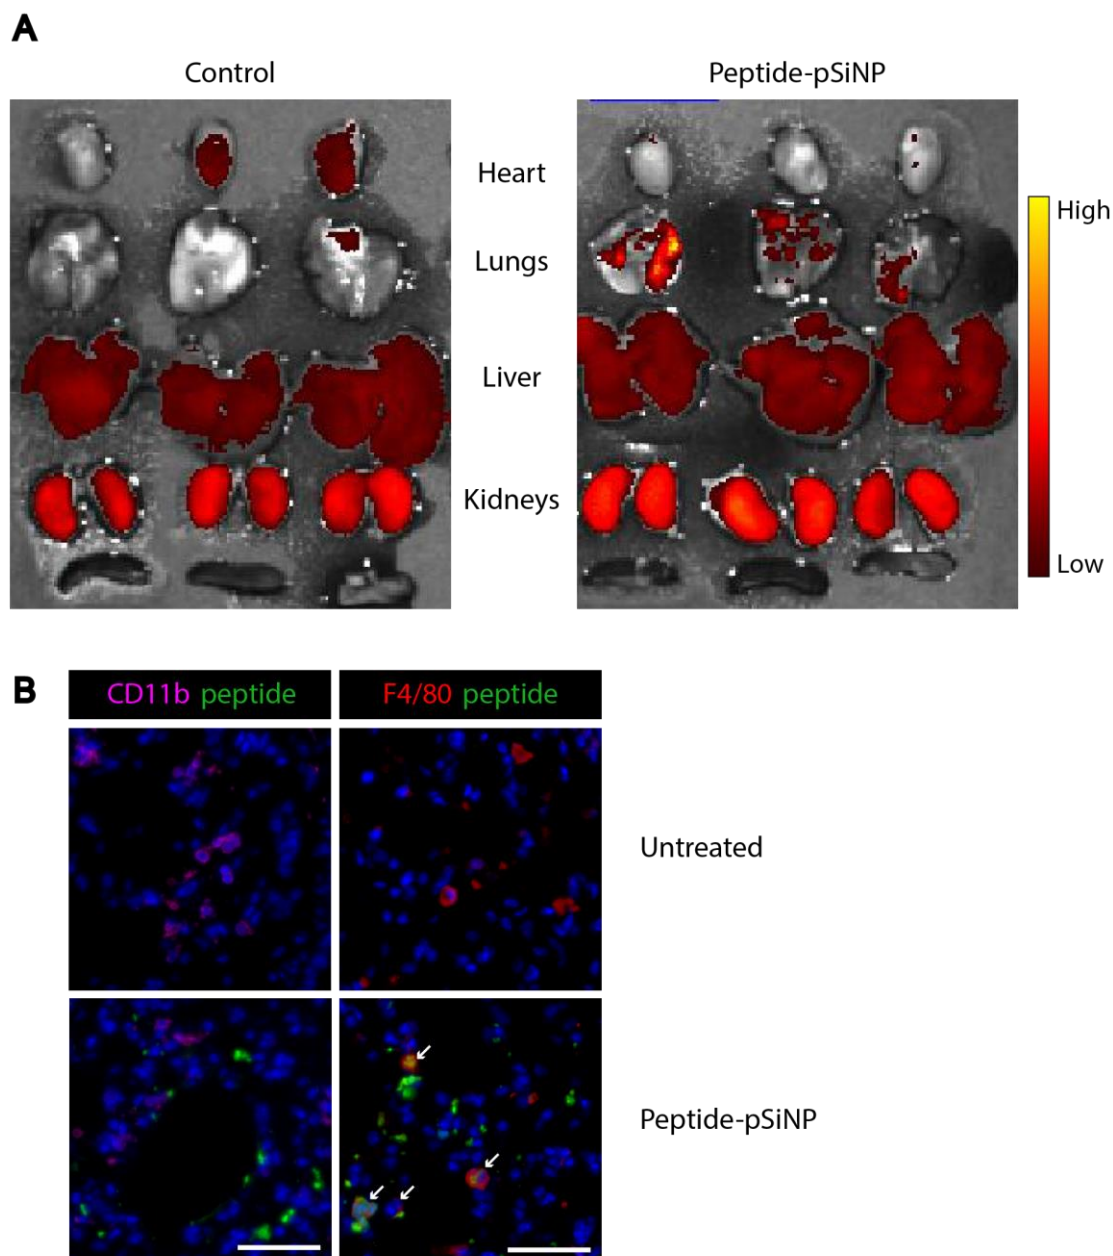 A
Control
Peptide-pSiNP
Heart
Lungs
Liver
Kidneys
High
Low
B
CD11b peptide
F4/80 peptide
Untreated
Peptide-pSiNP